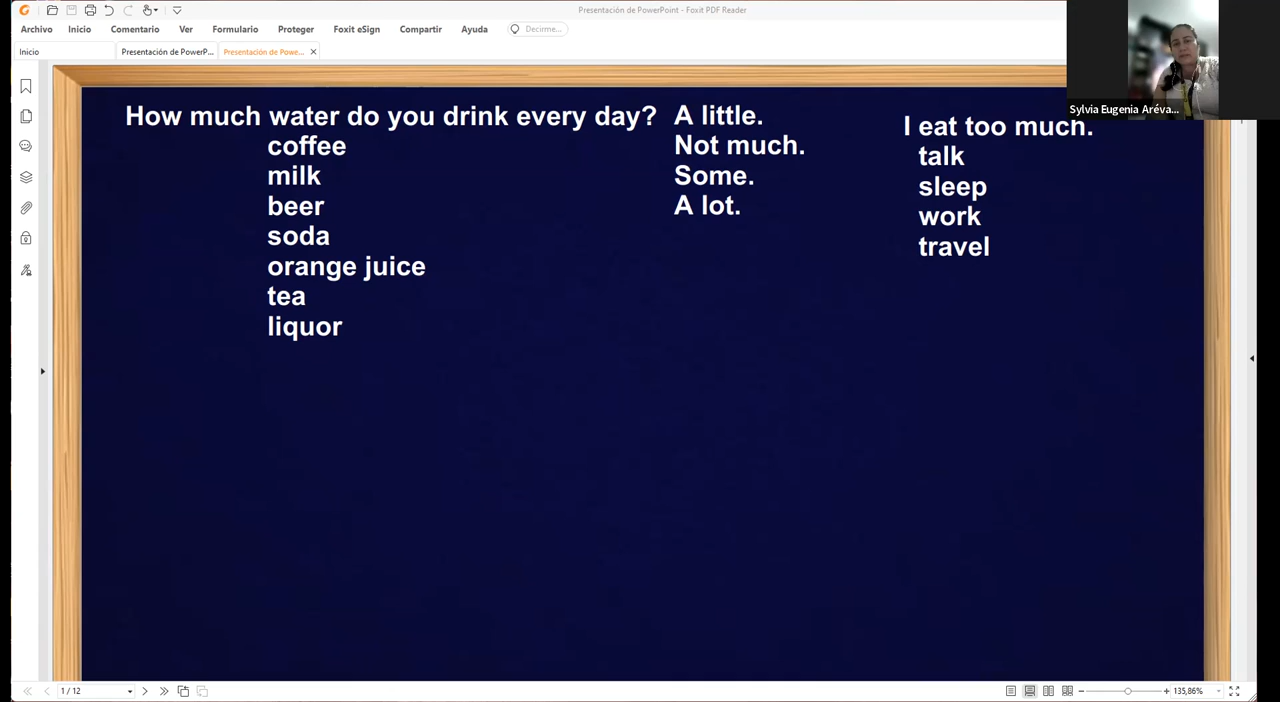 Presentación de PowerPoint - Foxit PDF Reader
Archivo Inicio Comentario Ver Formulario Proteger Foxit eSign Compartir Ayuda Decirme...
Inicio Presentación de PowerP... Presentación de Powe...
Sylvia Eugenia Aréva...
How much water do you drink every day?
coffee
milk
beer
soda
orange juice
tea
liquor
A little.
Not much.
Some.
A lot.
I eat too much.
talk
sleep
work
travel
1 / 12
135,86%